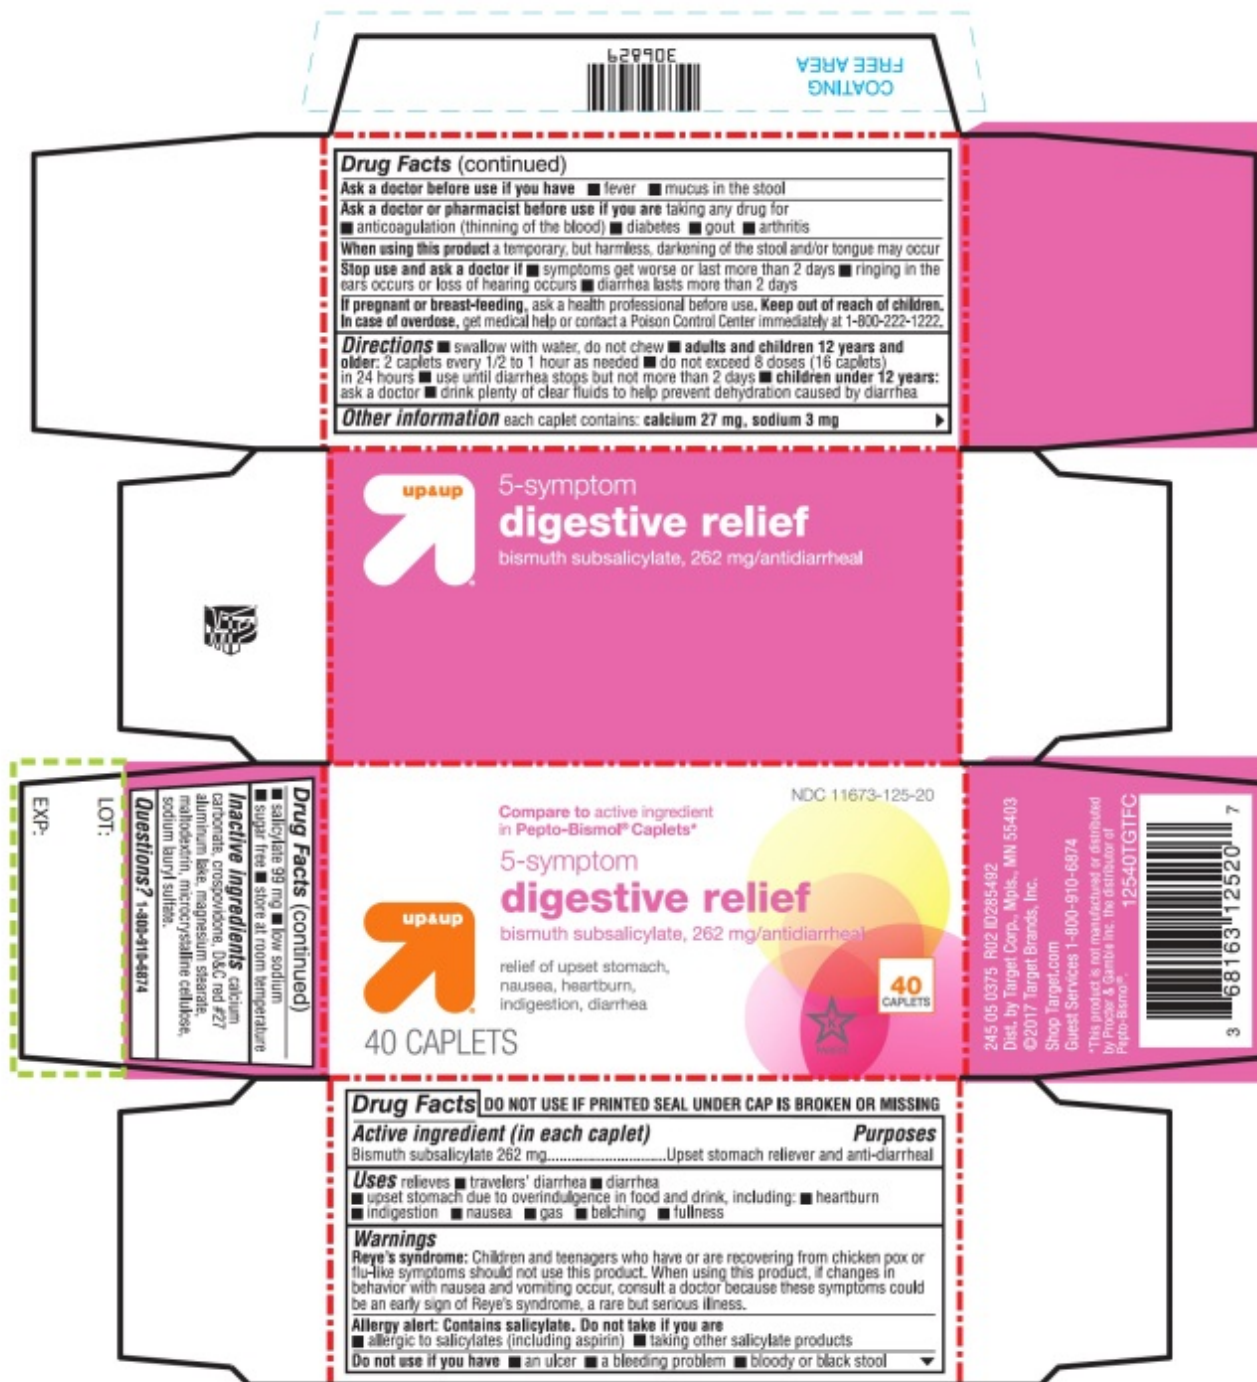 306829
COATING
FREE AREA
Drug Facts (continued)
Ask a doctor before use if you have ■ fever ■ mucus in the stool
Ask a doctor or pharmacist before use if you are taking any drug for
■ anticoagulation (thinning of the blood) ■ diabetes ■ gout ■ arthritis
When using this product a temporary, but harmless, darkening of the stool and/or tongue may occur
Stop use and ask a doctor if ■ symptoms get worse or last more than 2 days ■ ringing in the
ears occurs or loss of hearing occurs ■ diarrhea lasts more than 2 days
If pregnant or breast-feeding, ask a health professional before use. Keep out of reach of children.
In case of overdose, get medical help or contact a Poison Control Center immediately at 1-800-222-1222.
Directions ■ swallow with water, do not chew ■ adults and children 12 years and
older: 2 caplets every 1/2 to 1 hour as needed ■ do not exceed 8 doses (16 caplets)
in 24 hours ■ use until diarrhea stops but not more than 2 days ■ children under 12 years:
ask a doctor ■ drink plenty of clear fluids to help prevent dehydration caused by diarrhea
Other information each caplet contains: calcium 27 mg, sodium 3 mg
up&up
5-symptom
digestive relief
bismuth subsalicylate, 262 mg/antidiarrheal
LOT:
EXP:
Drug Facts (continued)
■ salicylate 99 mg ■ low sodium
■ sugar free ■ store at room temperature
Inactive ingredients calcium
carbonate, crospovidone, D&C red #27
aluminum lake, magnesium stearate,
maltodextrin, microcrystalline cellulose,
sodium lauryl sulfate.
Questions? 1-800-910-6874
NDC 11673-125-20
Compare to active ingredient
in Pepto-Bismol® Caplets*
5-symptom
digestive relief
bismuth subsalicylate, 262 mg/antidiarrheal
up&up
relief of upset stomach,
nausea, heartburn,
indigestion, diarrhea
40
CAPLETS
K
40 CAPLETS
245 05 0375 R02 ID285492
Dist. by Target Corp., Mpls., MN 55403
©2017 Target Brands, Inc.
Shop Target.com
Guest Services 1-800-910-6874
*This product is not manufactured or distributed
by Procter & Gamble Inc, the distributor of
Pepto-Bismol®.
12540TGTFC
3 68163 12520 7
Drug Facts DO NOT USE IF PRINTED SEAL UNDER CAP IS BROKEN OR MISSING
Active ingredient (in each caplet) Purposes
Bismuth subsalicylate 262 mg..............................Upset stomach reliever and anti-diarrheal
Uses relieves ■ travelers' diarrhea ■ diarrhea
■ upset stomach due to overindulgence in food and drink, including: ■ heartburn
■ indigestion ■ nausea ■ gas ■ belching ■ fullness
Warnings
Reye's syndrome: Children and teenagers who have or are recovering from chicken pox or
flu-like symptoms should not use this product. When using this product, if changes in
behavior with nausea and vomiting occur, consult a doctor because these symptoms could
be an early sign of Reye's syndrome, a rare but serious illness.
Allergy alert: Contains salicylate. Do not take if you are
■ allergic to salicylates (including aspirin) ■ taking other salicylate products
Do not use if you have ■ an ulcer ■ a bleeding problem ■ bloody or black stool